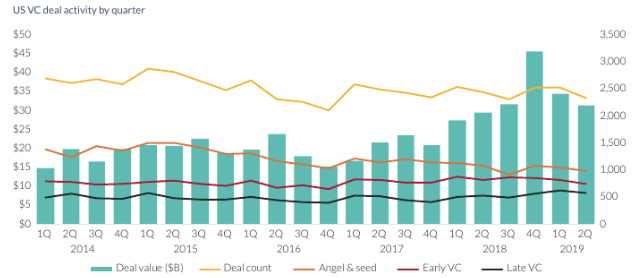 US VC deal activity by quarter
$50 3,500
$45 3,000
$40
$35 2,500
$30 2,000
$25
$20 1,500
$15 1,000
$10
$5 500
$0 0
1Q 2Q 3Q 4Q 1Q 2Q 3Q 4Q 1Q 2Q 3Q 4Q 1Q 2Q 3Q 4Q 1Q 2Q 3Q 4Q 1Q 2Q
2014 2015 2016 2017 2018 2019
Deal value ($B) Deal count Angel & seed Early VC Late VC